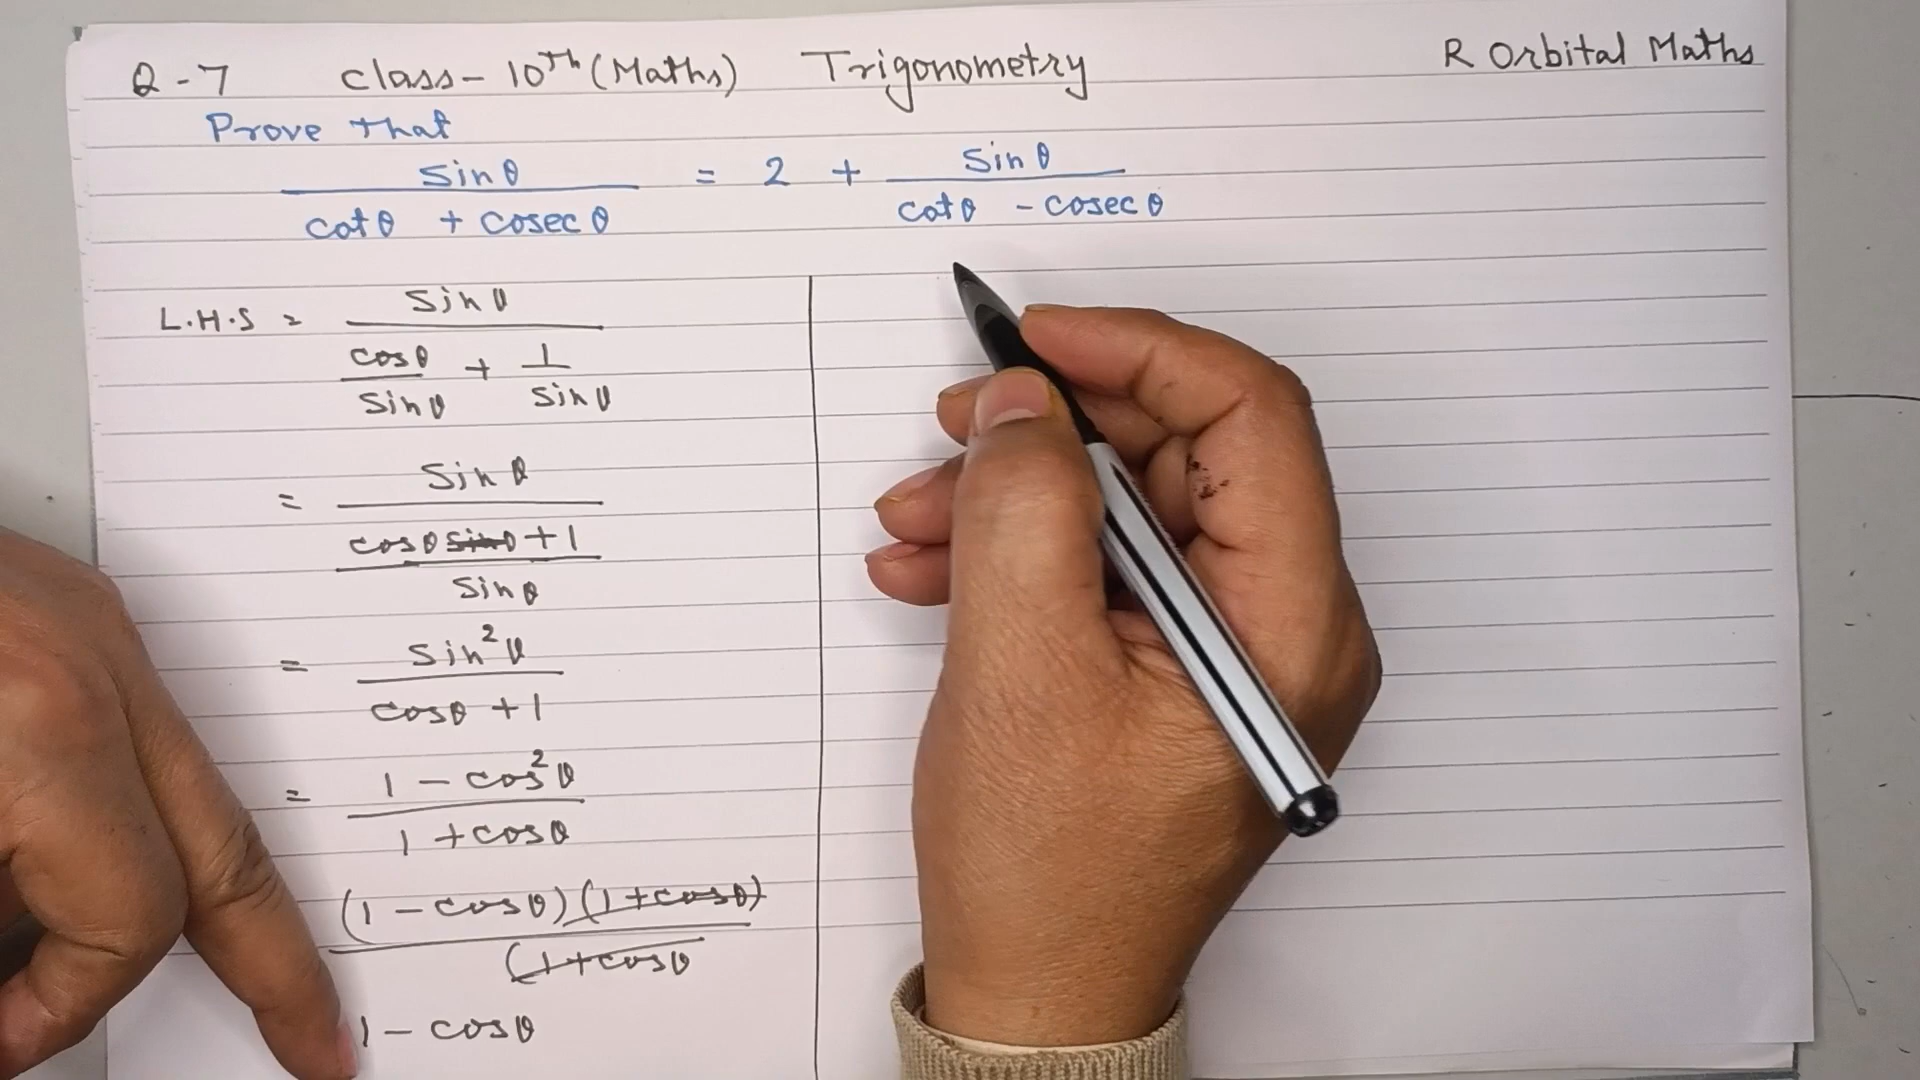 Q-7 Class- 10Th (Maths) Trigonometry R Orbital Maths
Prove that
Sinθ / (cotθ + cosecθ) = 2 + Sinθ / (cotθ - cosecθ)
L.H.S = Sinθ / (cosθ/Sinθ + 1/Sinθ)
= Sinθ / ((cosθ sinθ + 1) / Sinθ)
= Sin²θ / (cosθ + 1)
= (1 - cos²θ) / (1 + cosθ)
(1 - cosθ)(1+cosθ) / (1+cosθ
1 - cosθ